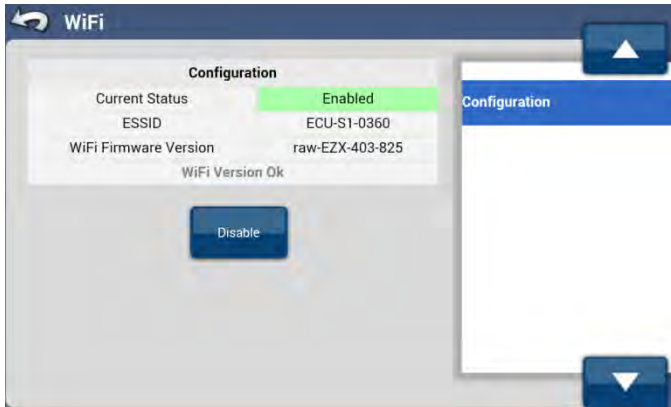 WiFi
Configuration
Current Status Enabled
ESSID ECU-S1-0360
WiFi Firmware Version raw-EZX-403-825
WiFi Version Ok
Disable
Configuration